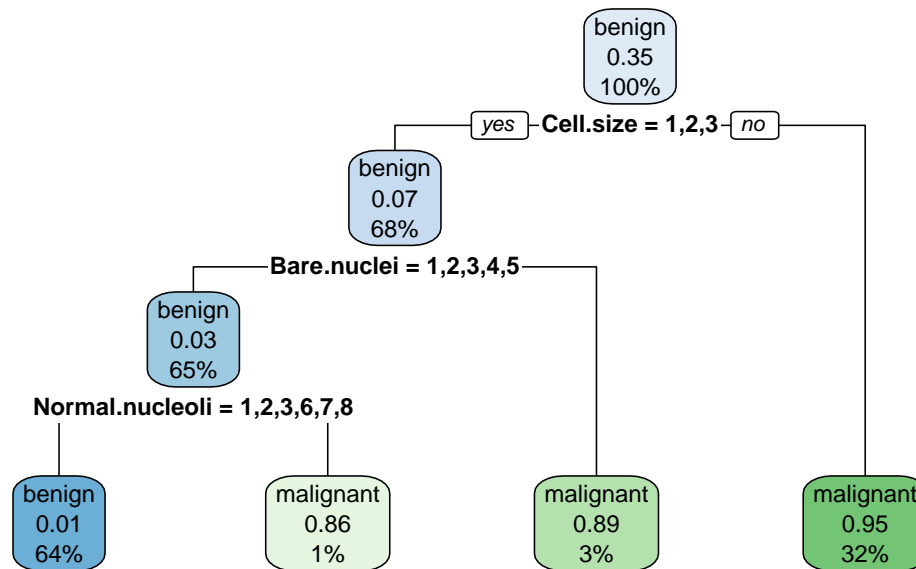 benign
0.35
100%
yes Cell.size = 1,2,3 no
benign
0.07
68%
Bare.nuclei = 1,2,3,4,5
benign
0.03
65%
Normal.nucleoli = 1,2,3,6,7,8
benign
0.01
64%
malignant
0.86
1%
malignant
0.89
3%
malignant
0.95
32%